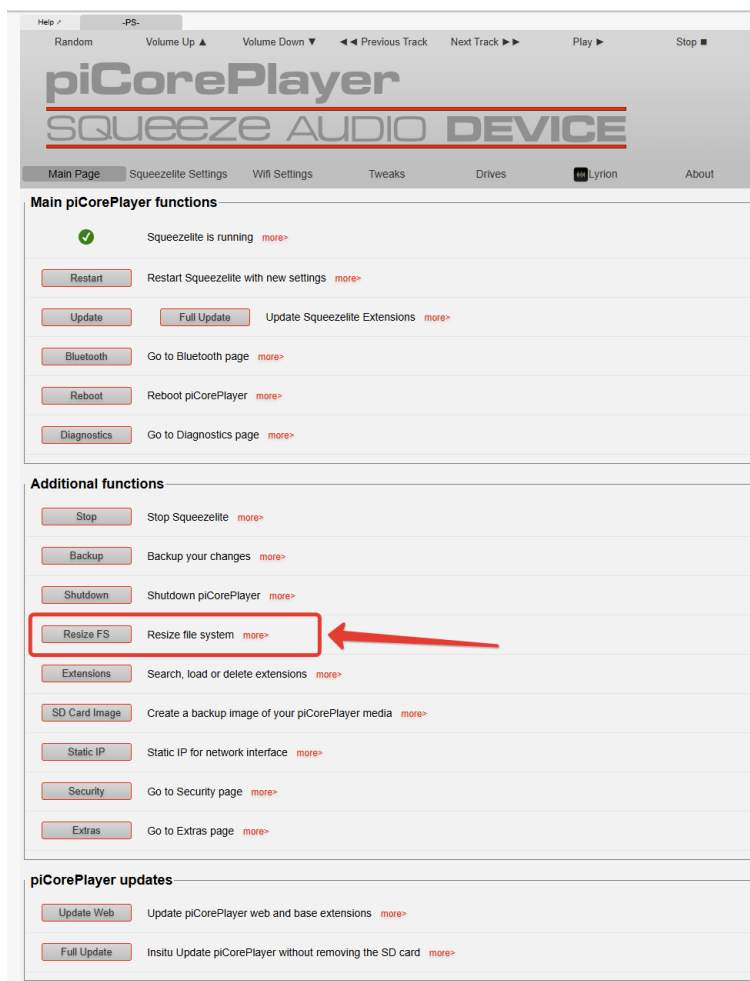 Help ↗ -PS-
Random Volume Up ▲ Volume Down ▼ ◄◄ Previous Track Next Track ►► Play ► Stop ■
piCorePlayer
SQUEEZE AUDIO DEVICE
Main Page Squeezelite Settings Wifi Settings Tweaks Drives Lyrion About
Main piCorePlayer functions
Squeezelite is running more>
Restart Restart Squeezelite with new settings more>
Update Full Update Update Squeezelite Extensions more>
Bluetooth Go to Bluetooth page more>
Reboot Reboot piCorePlayer more>
Diagnostics Go to Diagnostics page more>
Additional functions
Stop Stop Squeezelite more>
Backup Backup your changes more>
Shutdown Shutdown piCorePlayer more>
Resize FS Resize file system more>
Extensions Search, load or delete extensions more>
SD Card Image Create a backup image of your piCorePlayer media more>
Static IP Static IP for network interface more>
Security Go to Security page more>
Extras Go to Extras page more>
piCorePlayer updates
Update Web Update piCorePlayer web and base extensions more>
Full Update Insitu Update piCorePlayer without removing the SD card more>